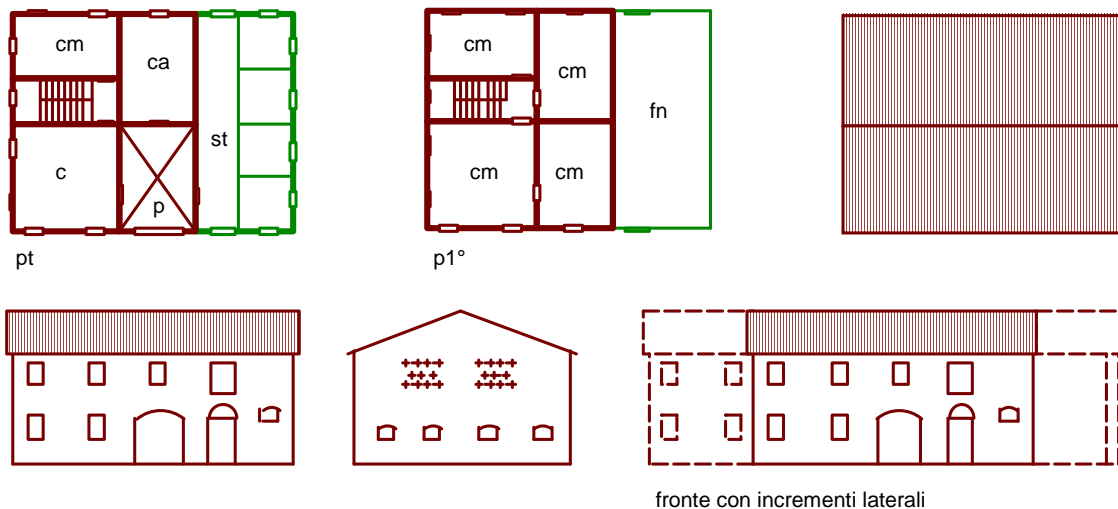 cm
ca
st
c
p
pt
cm
cm
fn
cm
cm
p1°
fronte con incrementi laterali